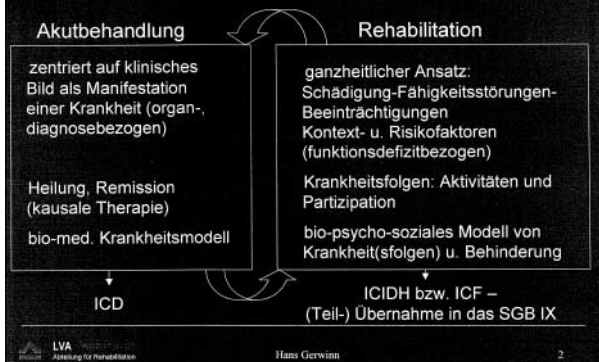 Akutbehandlung
zentriert auf klinisches
Bild als Manifestation
einer Krankheit (organ-,
diagnosebezogen)
Heilung, Remission
(kausale Therapie)
bio-med. Krankheitsmodell
ICD
Rehabilitation
ganzheitlicher Ansatz:
Schädigung-Fähigkeitsstörungen-
Beeinträchtigungen
Kontext- u. Risikofaktoren
(funktionsdefizitbezogen)
Krankheitsfolgen: Aktivitäten und
Partizipation
bio-psycho-soziales Modell von
Krankheit(sfolgen) u. Behinderung
ICIDH bzw. ICF –
(Teil-) Übernahme in das SGB IX
LVA
Abteilung für Rehabilitation
Hans Gerwinn
2